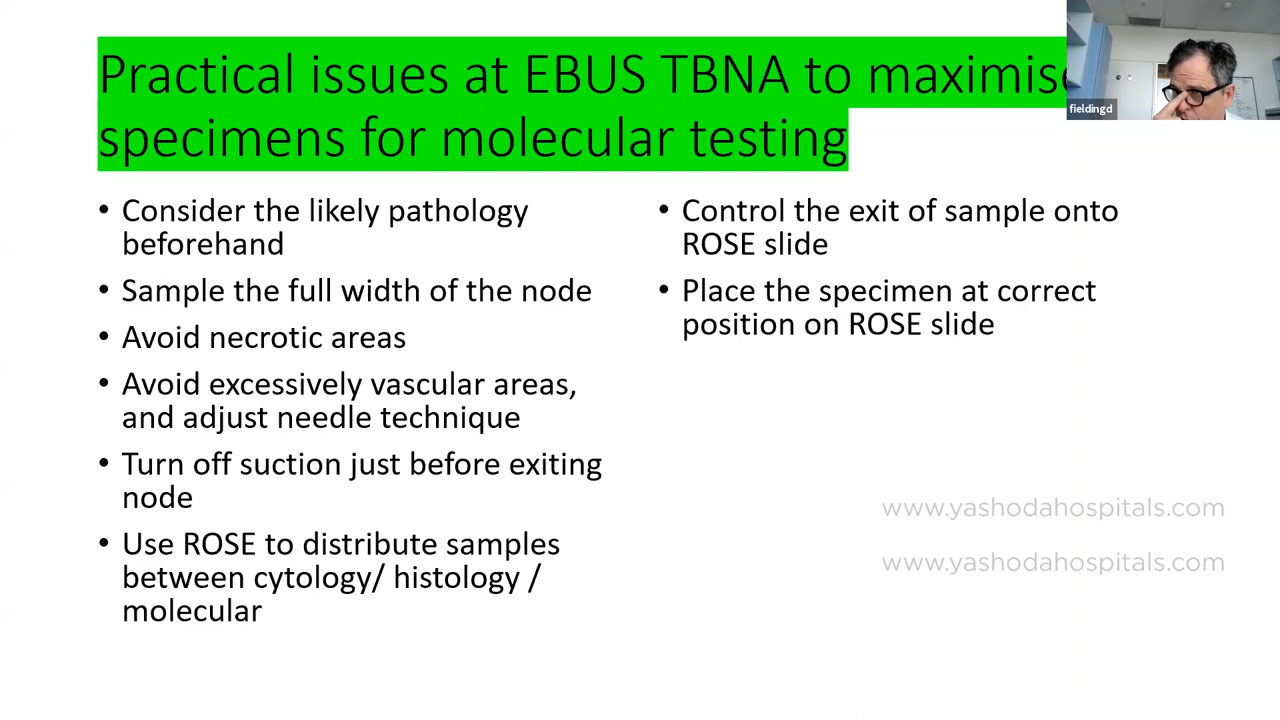 Practical issues at EBUS TBNA to maximise
specimens for molecular testing
fieldingd
• Consider the likely pathology
beforehand
• Sample the full width of the node
• Avoid necrotic areas
• Avoid excessively vascular areas,
and adjust needle technique
• Turn off suction just before exiting
node
• Use ROSE to distribute samples
between cytology/ histology /
molecular
• Control the exit of sample onto
ROSE slide
• Place the specimen at correct
position on ROSE slide
www.yashodahospitals.com
www.yashodahospitals.com